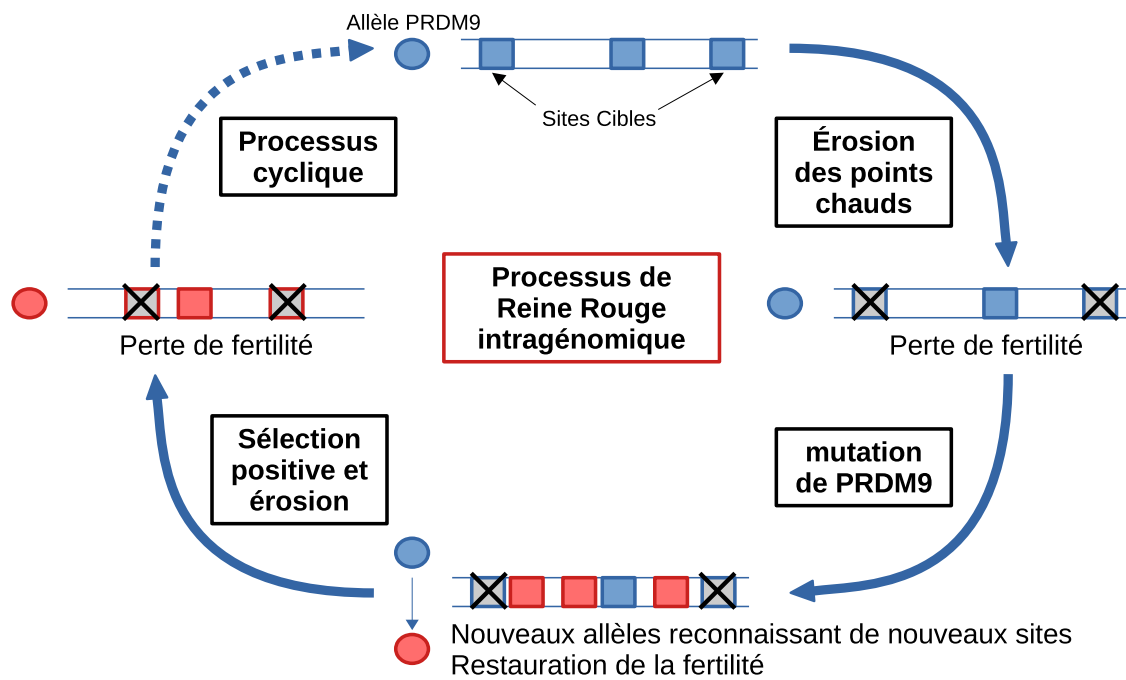 Allèle PRDM9
Sites Cibles
Processus
cyclique
Érosion
des points
chauds
Processus de
Reine Rouge
intragénomique
Perte de fertilité
Perte de fertilité
Sélection
positive et
érosion
mutation
de PRDM9
Nouveaux allèles reconnaissant de nouveaux sites
Restauration de la fertilité